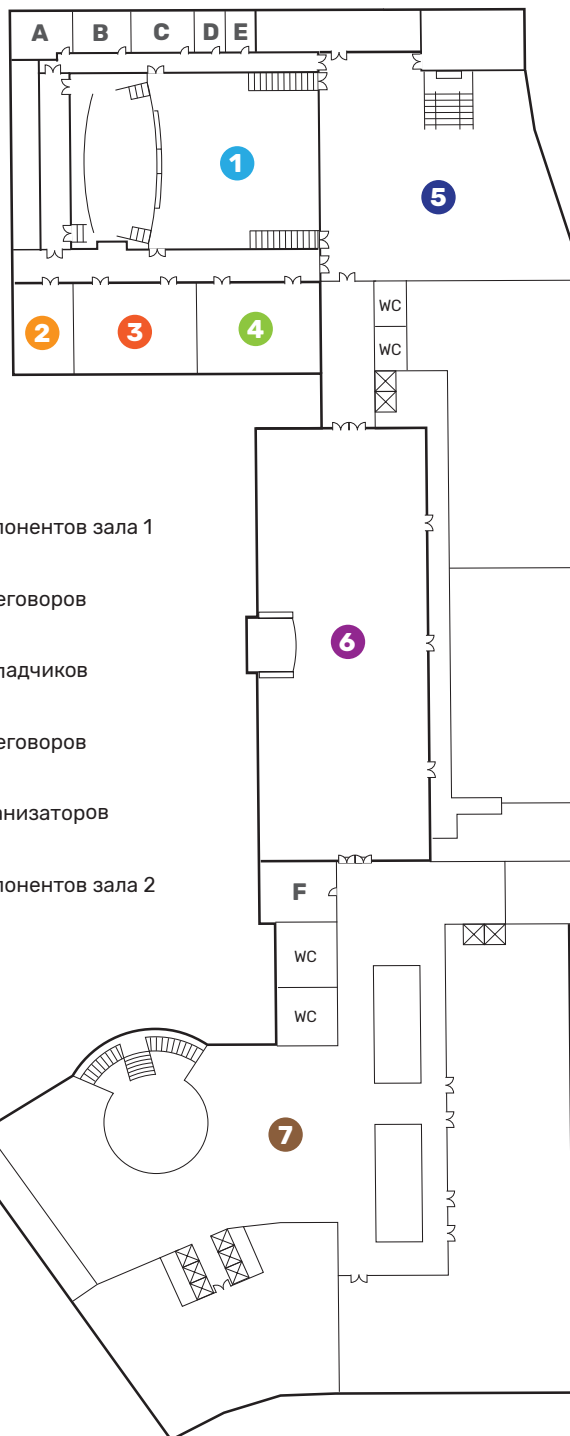 A B C D E
1
5
WC
2 3 4
WC
понентов зала 1
еговоров
6
ладчиков
еговоров
анизаторов
понентов зала 2
F
WC
WC
7